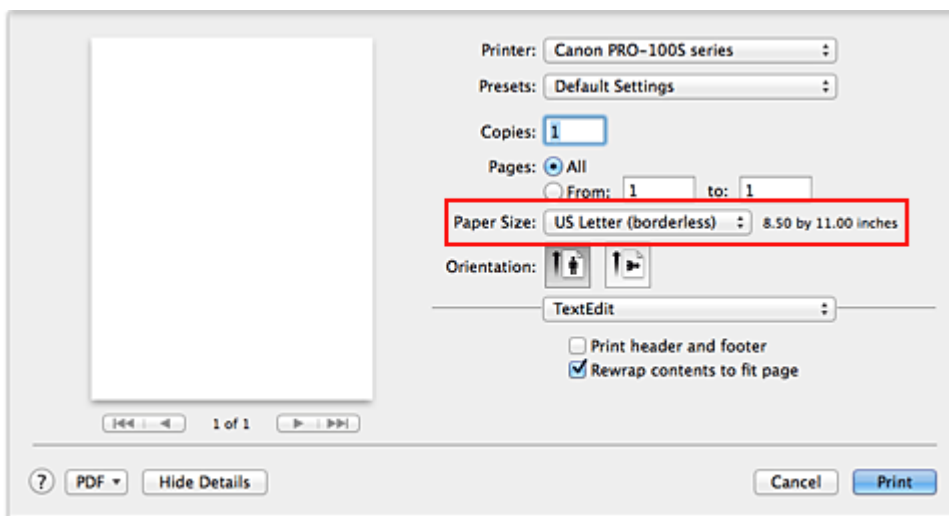 Printer: Canon PRO-100S series
Presets: Default Settings
Copies: 1
Pages: All
From: 1 to: 1
Paper Size: US Letter (borderless) 8.50 by 11.00 inches
Orientation:
TextEdit
Print header and footer
Rewrap contents to fit page
1 of 1
? PDF Hide Details Cancel Print